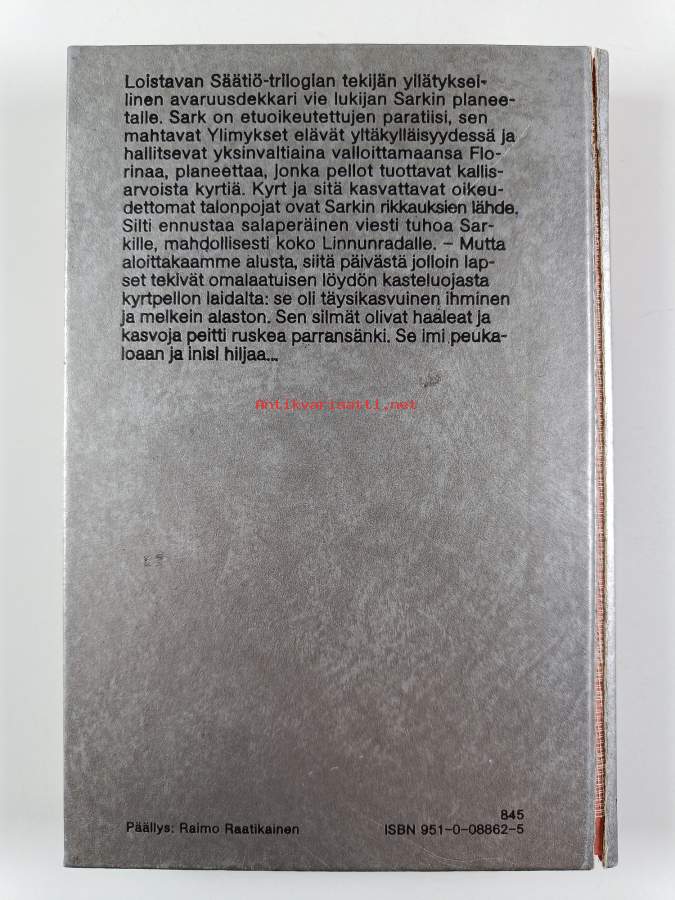 Loistavan Säätiö-trilogian tekijän yllätyksel-
linen avaruusdekkari vie lukijan Sarkin planee-
talle. Sark on etuoikeutettujen paratiisi, sen
mahtavat Ylimykset elävät yltäkylläisyydessä ja
hallitsevat yksinvaltiaina valloittamaansa Flo-
rinaa, planeettaa, jonka pellot tuottavat kallis-
arvoista kyrtiä. Kyrt ja sitä kasvattavat oikeu-
dettomat talonpojat ovat Sarkin rikkauksien lähde.
Silti ennustaa salaperäinen viesti tuhoa Sar-
kille, mahdollisesti koko Linnunradalle. – Mutta
aloittakaamme alusta, siitä päivästä jolloin lap-
set tekivät omalaatuisen löydön kasteluojasta
kyrtpellon laidalta: se oli täysikasvuinen ihminen
ja melkein alaston. Sen silmät olivat haaleat ja
kasvoja peitti ruskea parransänki. Se imi peuka-
loaan ja inisi hiljaa...
Antikvariaatti.net
845
Päällys: Raimo Raatikainen
ISBN 951-0-08862-5